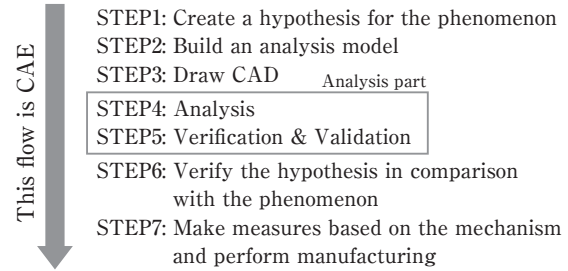 This flow is CAE
STEP1: Create a hypothesis for the phenomenon
STEP2: Build an analysis model
STEP3: Draw CAD
Analysis part
STEP4: Analysis
STEP5: Verification & Validation
STEP6: Verify the hypothesis in comparison
with the phenomenon
STEP7: Make measures based on the mechanism
and perform manufacturing